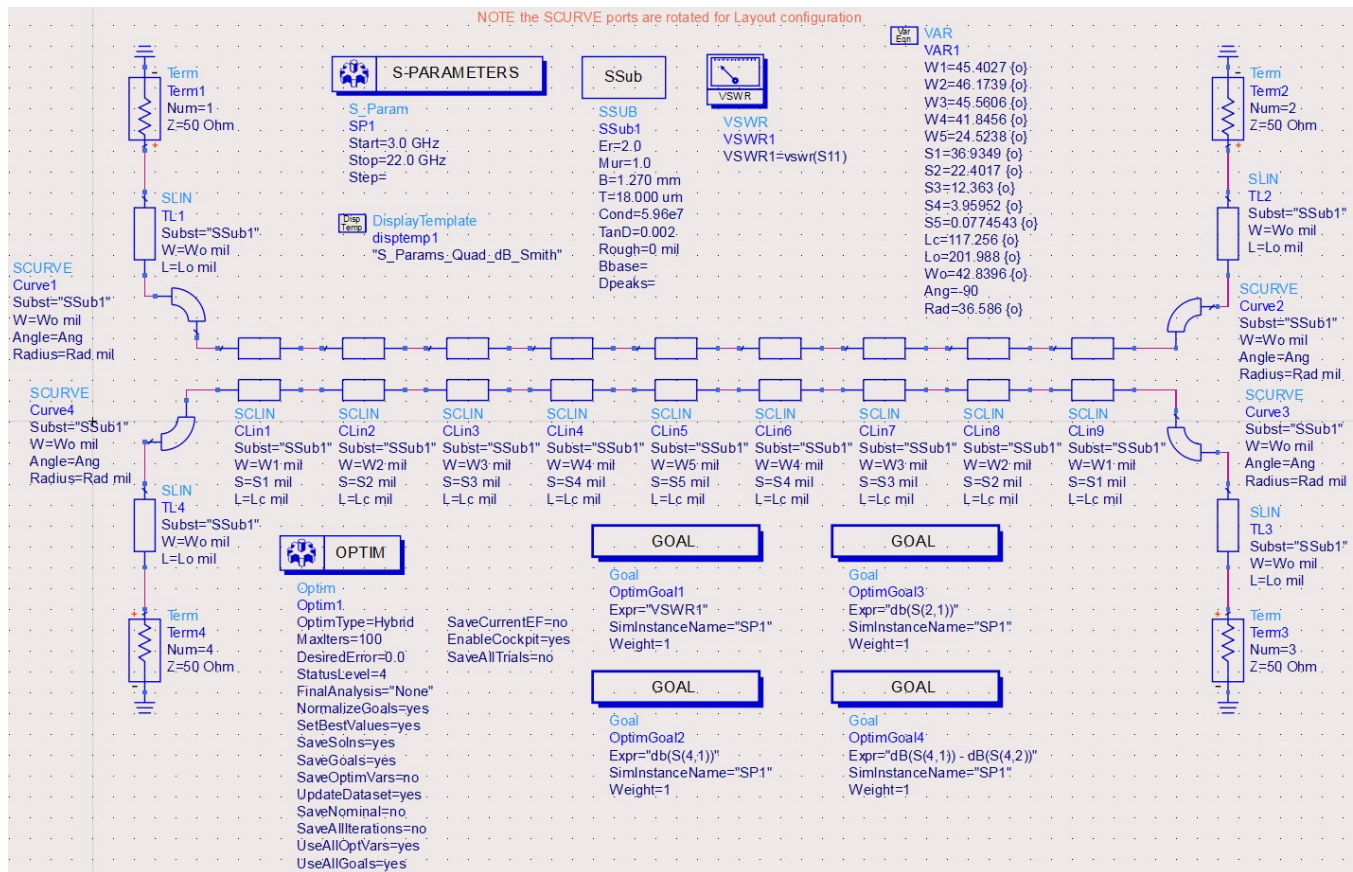 NOTE the SCURVE ports are rotated for Layout configuration
Term
Term1
Num=1
Z=50 Ohm
S-PARAMETERS
S_Param
SP1
Start=3.0 GHz
Stop=22.0 GHz
Step=
SSub
SSUB
SSub1
Er=2.0
Mur=1.0
B=1.270 mm
T=18.000 um
Cond=5.96e7
TanD=0.002
Rough=0 mil
Bbase=
Dpeaks=
VSWR
VSWR
VSWR1
VSWR1=vswr(S11)
Var
Eqn
VAR
VAR1
W1=45.4027 {o}
W2=46.1739 {o}
W3=45.5606 {o}
W4=41.8456 {o}
W5=24.5238 {o}
S1=36.9349 {o}
S2=22.4017 {o}
S3=12.363 {o}
S4=3.95952 {o}
S5=0.0774543 {o}
Lc=117.256 {o}
Lo=201.988 {o}
Wo=42.8396 {o}
Ang=-90
Rad=36.586 {o}
Term
Term2
Num=2
Z=50 Ohm
SLIN
TL1
Subst="SSub1"
W=Wo mil
L=Lo mil
Disp
Temp
DisplayTemplate
disptemp1
"S_Params_Quad_dB_Smith"
SLIN
TL2
Subst="SSub1"
W=Wo mil
L=Lo mil
SCURVE
Curve1
Subst="SSub1"
W=Wo mil
Angle=Ang
Radius=Rad mil
SCURVE
Curve2
Subst="SSub1"
W=Wo mil
Angle=Ang
Radius=Rad mil
SCURVE
Curve4
Subst="SSub1"
W=Wo mil
Angle=Ang
Radius=Rad mil
SCLIN
CLin1
Subst="SSub1"
W=W1 mil
S=S1 mil
L=Lc mil
SCLIN
CLin2
Subst="SSub1"
W=W2 mil
S=S2 mil
L=Lc mil
SCLIN
CLin3
Subst="SSub1"
W=W3 mil
S=S3 mil
L=Lc mil
SCLIN
CLin4
Subst="SSub1"
W=W4 mil
S=S4 mil
L=Lc mil
SCLIN
CLin5
Subst="SSub1"
W=W5 mil
S=S5 mil
L=Lc mil
SCLIN
CLin6
Subst="SSub1"
W=W4 mil
S=S4 mil
L=Lc mil
SCLIN
CLin7
Subst="SSub1"
W=W3 mil
S=S3 mil
L=Lc mil
SCLIN
CLin8
Subst="SSub1"
W=W2 mil
S=S2 mil
L=Lc mil
SCLIN
CLin9
Subst="SSub1"
W=W1 mil
S=S1 mil
L=Lc mil
SCURVE
Curve3
Subst="SSub1"
W=Wo mil
Angle=Ang
Radius=Rad mil
SLIN
TL4
Subst="SSub1"
W=Wo mil
L=Lo mil
SLIN
TL3
Subst="SSub1"
W=Wo mil
L=Lo mil
Term
Term4
Num=4
Z=50 Ohm
OPTIM
Optim
Optim1
OptimType=Hybrid
MaxIters=100
DesiredError=0.0
StatusLevel=4
FinalAnalysis="None"
NormalizeGoals=yes
SetBestValues=yes
SaveSolns=yes
SaveGoals=yes
SaveOptimVars=no
UpdateDataset=yes
SaveNominal=no
SaveAllIterations=no
UseAllOptVars=yes
UseAllGoals=yes
SaveCurrentEF=no
EnableCockpit=yes
SaveAllTrials=no
GOAL
Goal
OptimGoal1
Expr="VSWR1"
SimInstanceName="SP1"
Weight=1
GOAL
Goal
OptimGoal3
Expr="db(S(2,1))"
SimInstanceName="SP1"
Weight=1
GOAL
Goal
OptimGoal2
Expr="db(S(4,1))"
SimInstanceName="SP1"
Weight=1
GOAL
Goal
OptimGoal4
Expr="dB(S(4,1)) - dB(S(4,2))"
SimInstanceName="SP1"
Weight=1
Term
Term3
Num=3
Z=50 Ohm